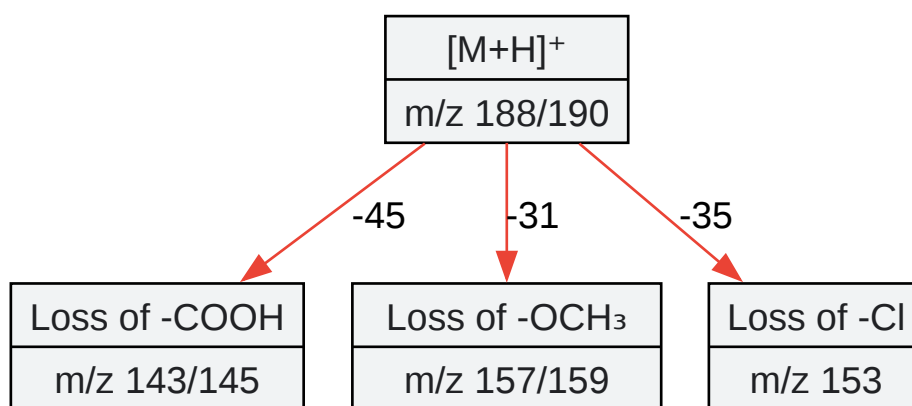 [M+H]⁺
m/z 188/190
-45
-31
-35
Loss of -COOH
m/z 143/145
Loss of -OCH₃
m/z 157/159
Loss of -Cl
m/z 153